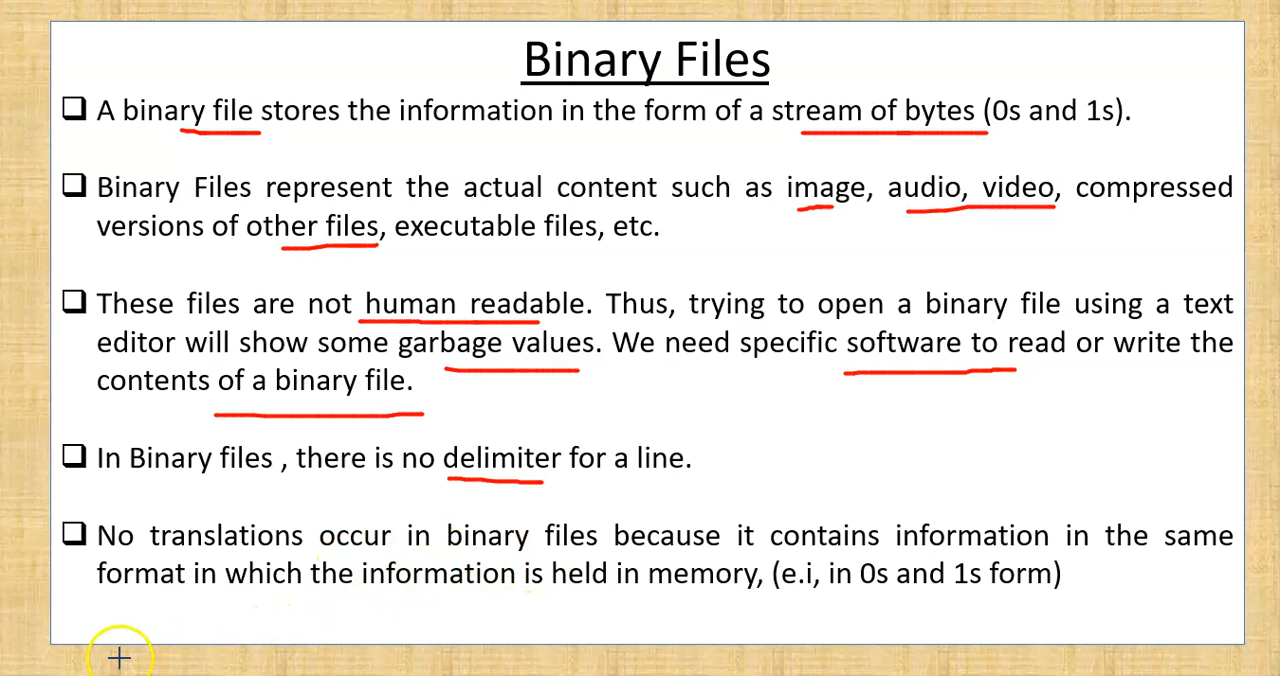 Binary Files
❑ A binary file stores the information in the form of a stream of bytes (0s and 1s).
❑ Binary Files represent the actual content such as image, audio, video, compressed
versions of other files, executable files, etc.
❑ These files are not human readable. Thus, trying to open a binary file using a text
editor will show some garbage values. We need specific software to read or write the
contents of a binary file.
❑ In Binary files , there is no delimiter for a line.
❑ No translations occur in binary files because it contains information in the same
format in which the information is held in memory, (e.i, in 0s and 1s form)